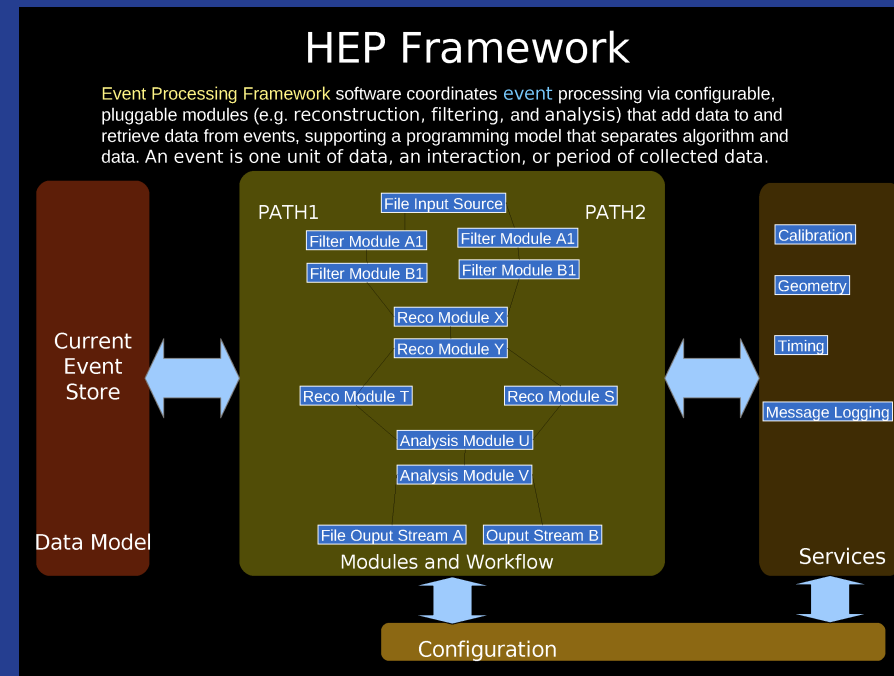 HEP Framework
Event Processing Framework software coordinates event processing via configurable,
pluggable modules (e.g. reconstruction, filtering, and analysis) that add data to and
retrieve data from events, supporting a programming model that separates algorithm and
data. An event is one unit of data, an interaction, or period of collected data.
PATH1
File Input Source
PATH2
Filter Module A1
Filter Module A1
Filter Module B1
Filter Module B1
Reco Module X
Reco Module Y
Reco Module T
Reco Module S
Analysis Module U
Analysis Module V
File Ouput Stream A
Ouput Stream B
Modules and Workflow
Current
Event
Store
Data Model
Calibration
Geometry
Timing
Message Logging
Services
Configuration